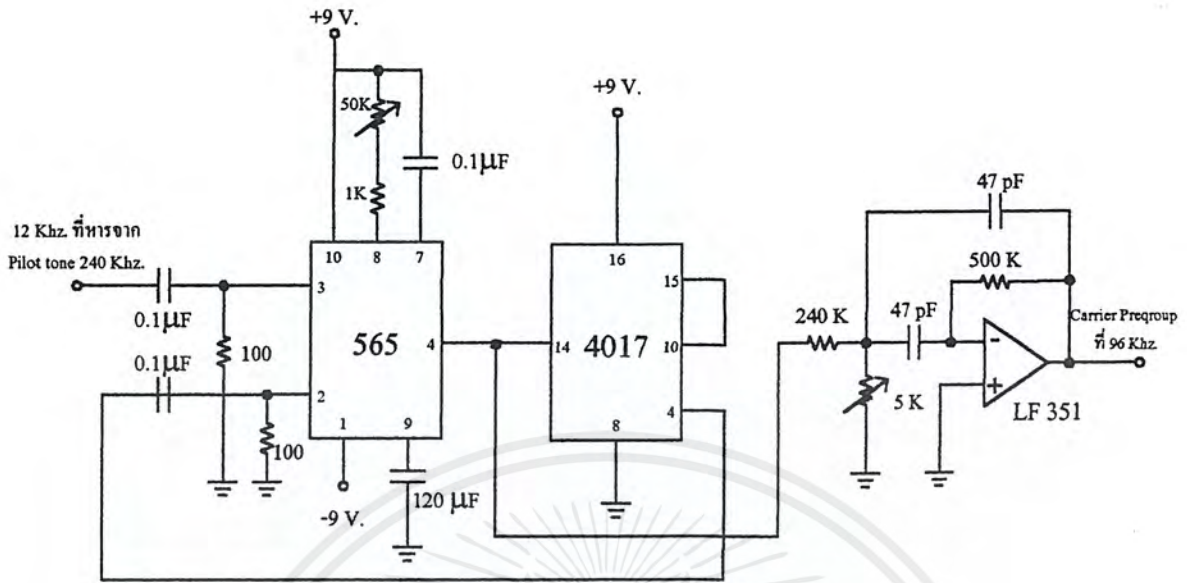 +9 V.
50K
0.1µF
1K
+9 V.
47 pF
12 Khz. ที่หารจาก
Pilot tone 240 Khz.
10
8
7
16
500 K
3
15
240 K
47 pF
Carrier Preqroup
ที่ 96 Khz.
0.1µF
565
4
14
4017
10
-
0.1µF
100
+
5 K
LF 351
2
4
1
9
8
100
-9 V.
120 µF